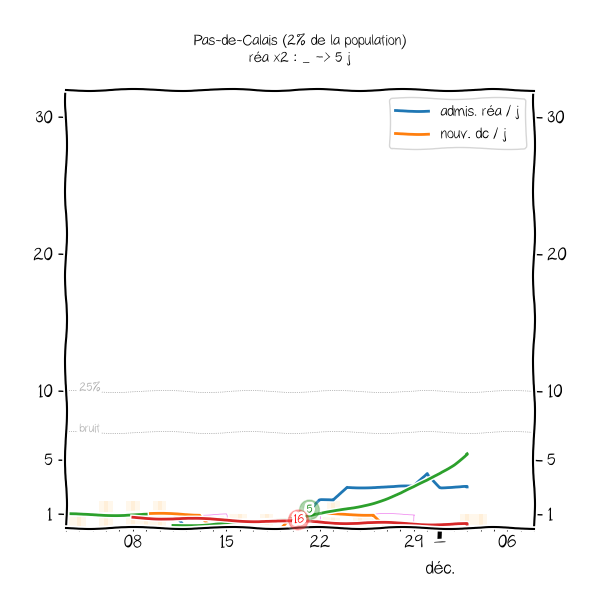 Pas-de-Calais (2% de la population)
réa x2 : _ -> 5 j
admis. réa / j
nouv. dc / j
30 30
20 20
25%
10 10
bruit
5 5
5
16
1 1
08 15 22 29 06
déc.